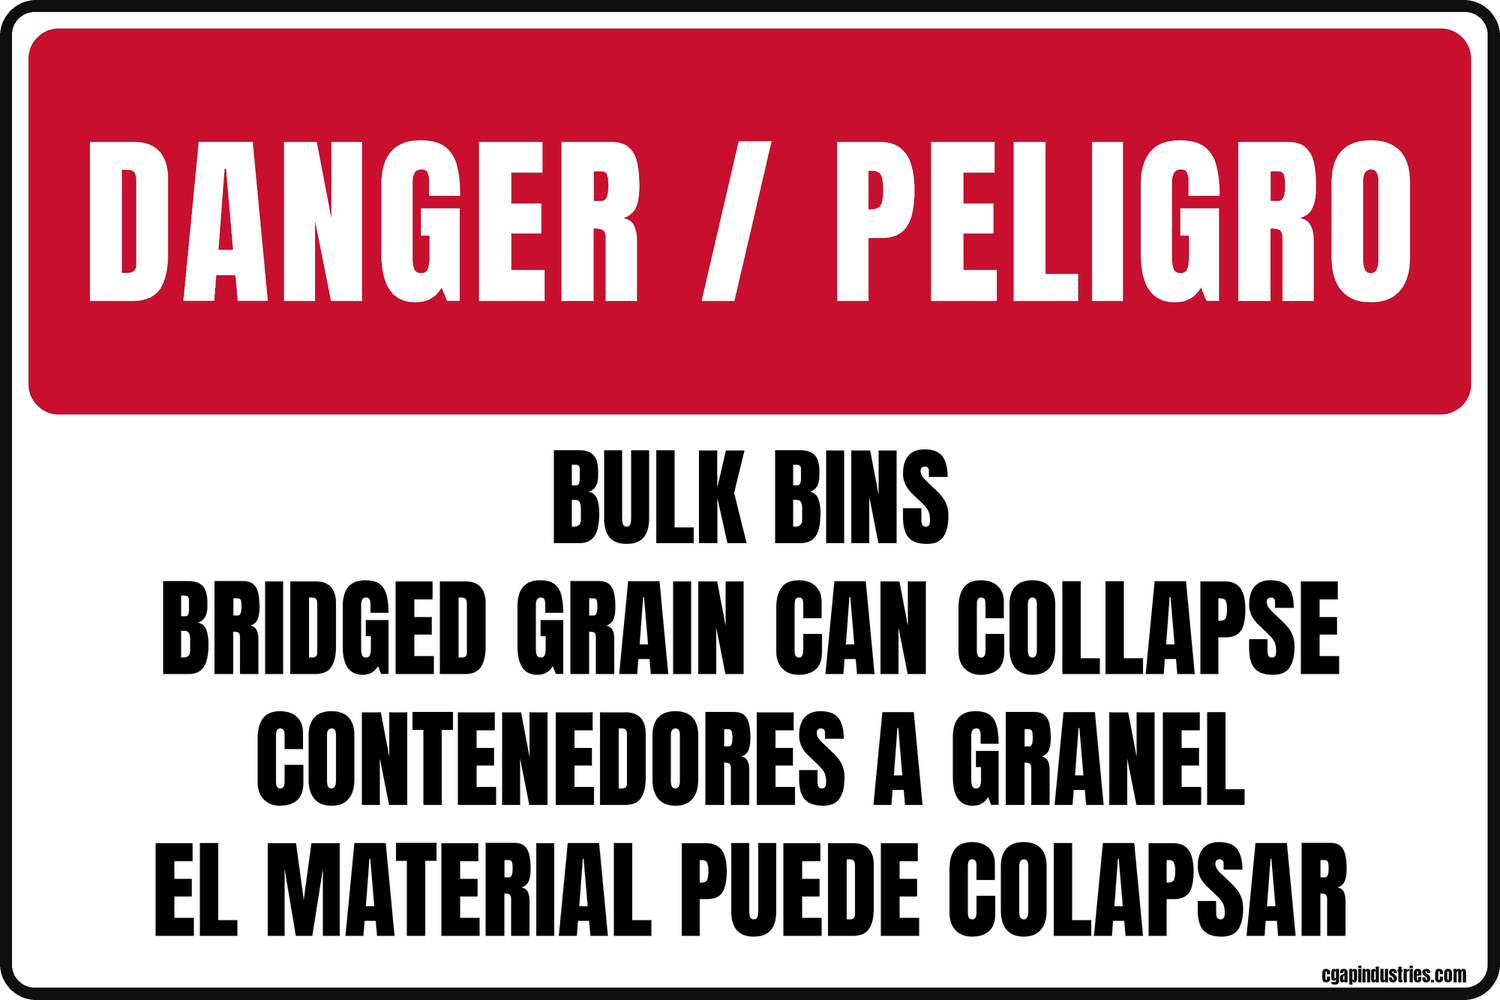 DANGER / PELIGRO
BULK BINS
BRIDGED GRAIN CAN COLLAPSE
CONTENEDORES A GRANEL
EL MATERIAL PUEDE COLAPSAR
cgapindustries.com